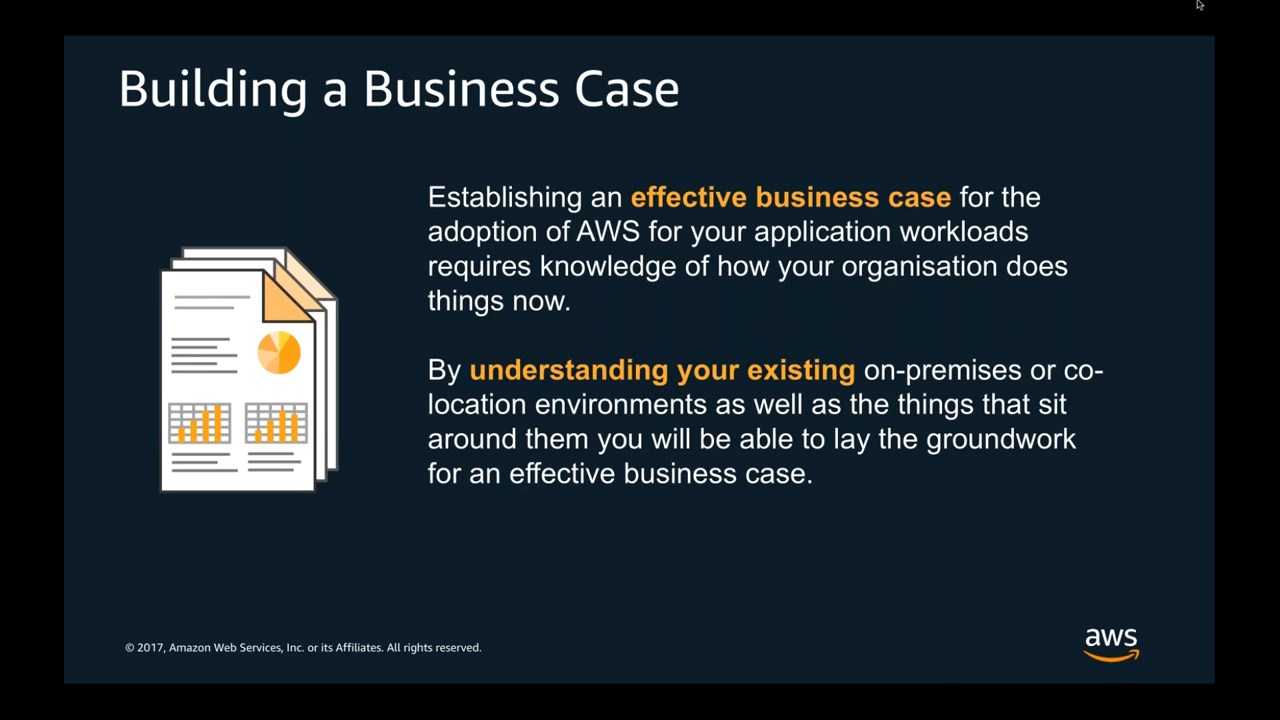 Building a Business Case
Establishing an effective business case for the
adoption of AWS for your application workloads
requires knowledge of how your organisation does
things now.
By understanding your existing on-premises or co-
location environments as well as the things that sit
around them you will be able to lay the groundwork
for an effective business case.
© 2017, Amazon Web Services, Inc. or its Affiliates. All rights reserved.
aws